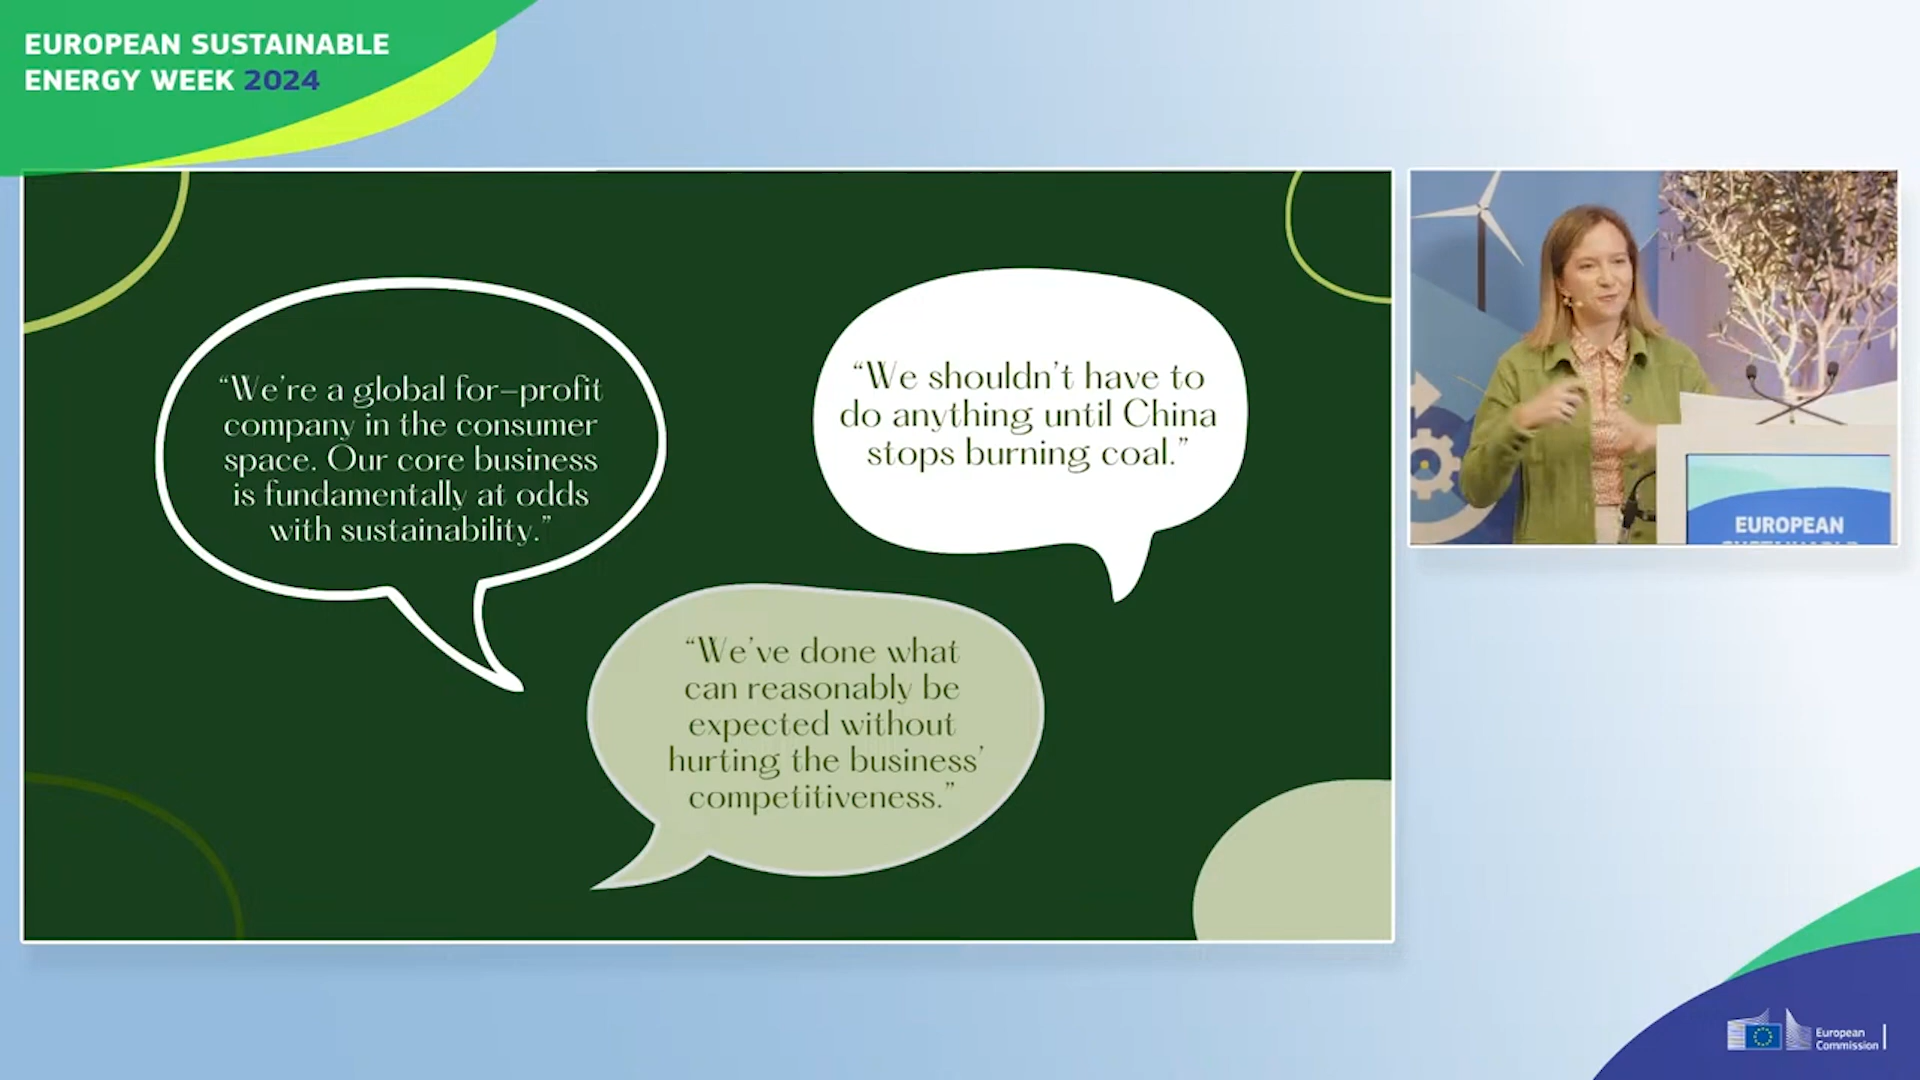 EUROPEAN SUSTAINABLE
ENERGY WEEK 2024
“We’re a global for–profit
company in the consumer
space. Our core business
is fundamentally at odds
with sustainability.”
“We shouldn’t have to
do anything until China
stops burning coal.”
“We’ve done what
can reasonably be
expected without
hurting the business’
competitiveness.”
EUROPEAN
European
Commission